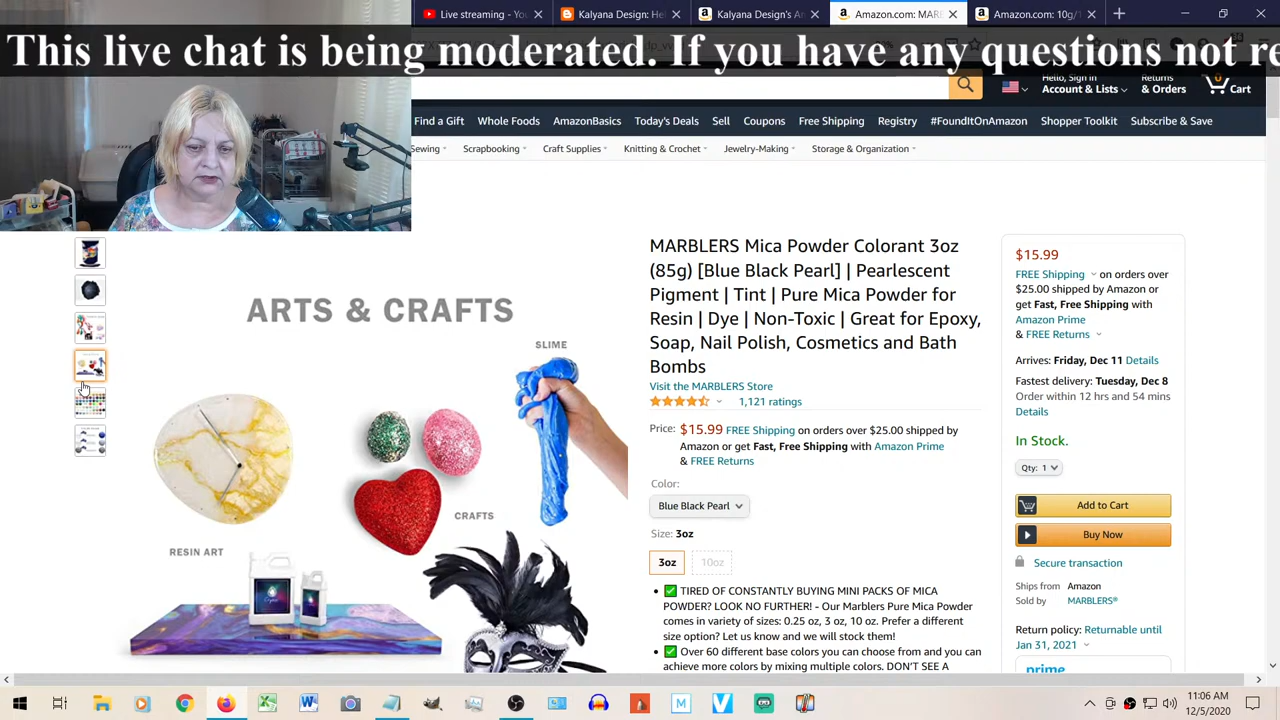 Live streaming - Yo
Kalyana Design: He
Kalyana Design's A
Amazon.com: MAR
Amazon.com: 10g/1
This live chat is being moderated. If you have any questions not re
Hello, Sign in
Account & Lists
Returns
& Orders
0
Cart
Find a Gift
Whole Foods
AmazonBasics
Today's Deals
Sell
Coupons
Free Shipping
Registry
#FoundItOnAmazon
Shopper Toolkit
Subscribe & Save
Sewing
Scrapbooking
Craft Supplies
Knitting & Crochet
Jewelry-Making
Storage & Organization
ARTS & CRAFTS
SLIME
CRAFTS
RESIN ART
MARBLERS Mica Powder Colorant 3oz
(85g) [Blue Black Pearl] | Pearlescent
Pigment | Tint | Pure Mica Powder for
Resin | Dye | Non-Toxic | Great for Epoxy,
Soap, Nail Polish, Cosmetics and Bath
Bombs
Visit the MARBLERS Store
1,121 ratings
Price: $15.99 FREE Shipping on orders over $25.00 shipped by
Amazon or get Fast, Free Shipping with Amazon Prime
& FREE Returns
Color:
Blue Black Pearl
Size: 3oz
3oz
10oz
• ✅ TIRED OF CONSTANTLY BUYING MINI PACKS OF MICA
POWDER? LOOK NO FURTHER! - Our Marblers Pure Mica Powder
comes in variety of sizes: 0.25 oz, 3 oz, 10 oz. Prefer a different
size option? Let us know and we will stock them!
• ✅ Over 60 different base colors you can choose from and you can
achieve more colors by mixing multiple colors. DON'T SEE A
$15.99
FREE Shipping on orders over
$25.00 shipped by Amazon or
get Fast, Free Shipping with
Amazon Prime
& FREE Returns
Arrives: Friday, Dec 11 Details
Fastest delivery: Tuesday, Dec 8
Order within 12 hrs and 54 mins
Details
In Stock.
Qty: 1
Add to Cart
Buy Now
Secure transaction
Ships from Amazon
Sold by MARBLERS®
Return policy: Returnable until
Jan 31, 2021
prime
11:06 AM
12/5/2020